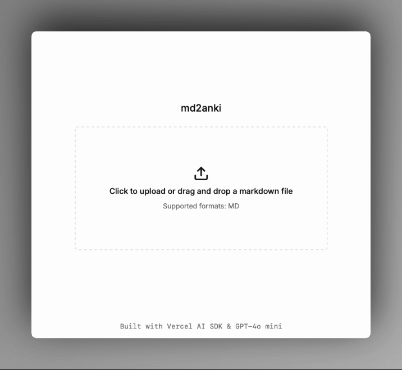 md2anki
Click to upload or drag and drop a markdown file
Supported formats: MD
Built with Vercel AI SDK & GPT-4o mini